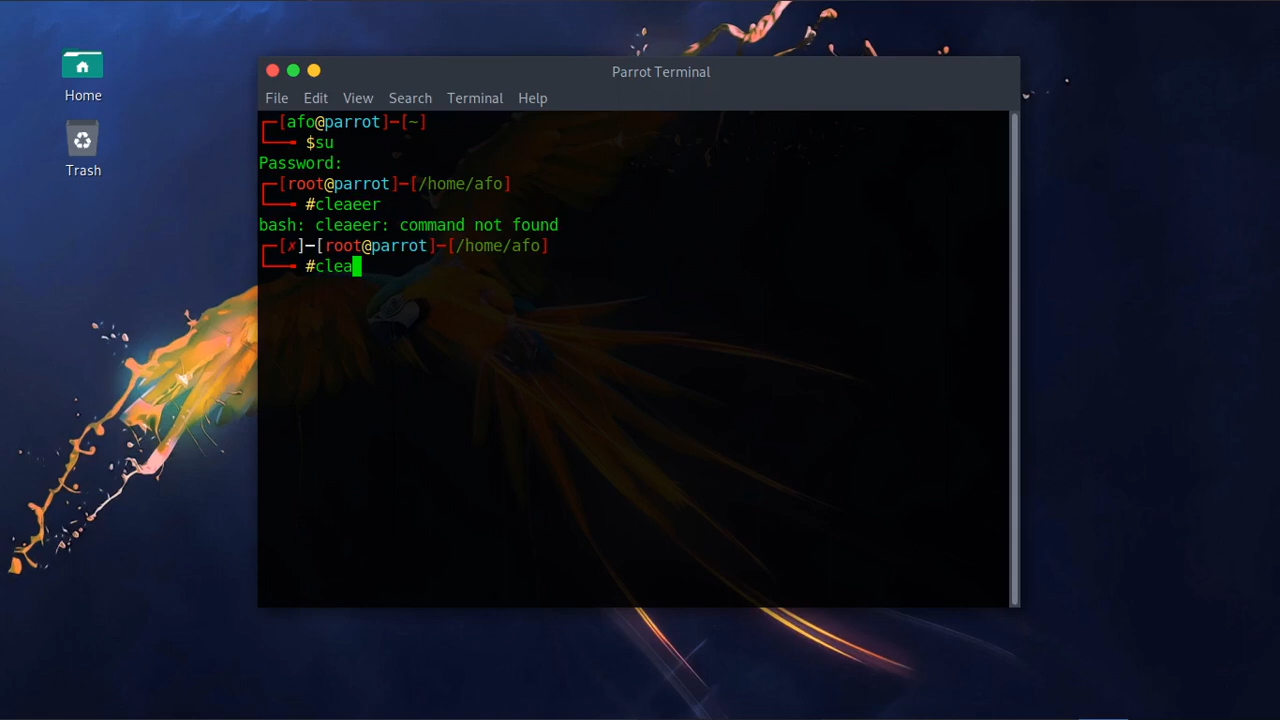 Home
Trash
Parrot Terminal
File Edit View Search Terminal Help
┌─[afo@parrot]─[~]
└──╼ $su
Password:
┌─[root@parrot]─[/home/afo]
└──╼ #cleaeer
bash: cleaeer: command not found
┌─[✗]─[root@parrot]─[/home/afo]
└──╼ #clea